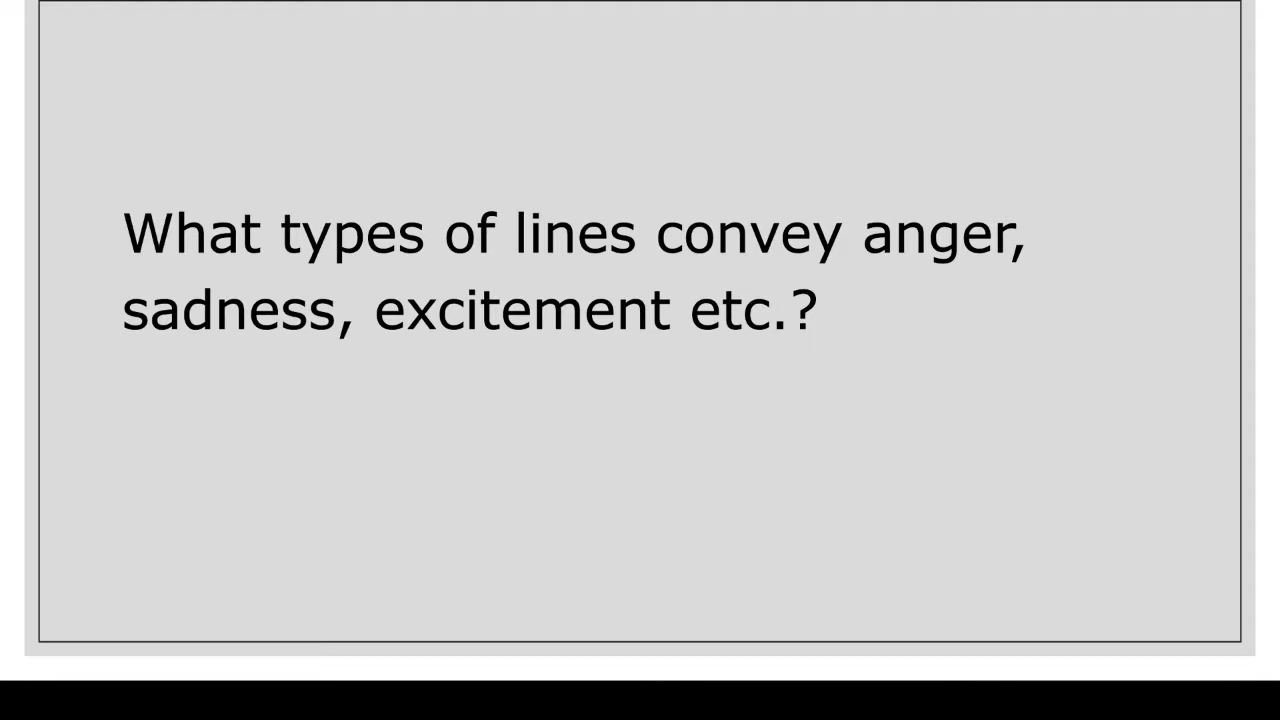 What types of lines convey anger,
sadness, excitement etc.?